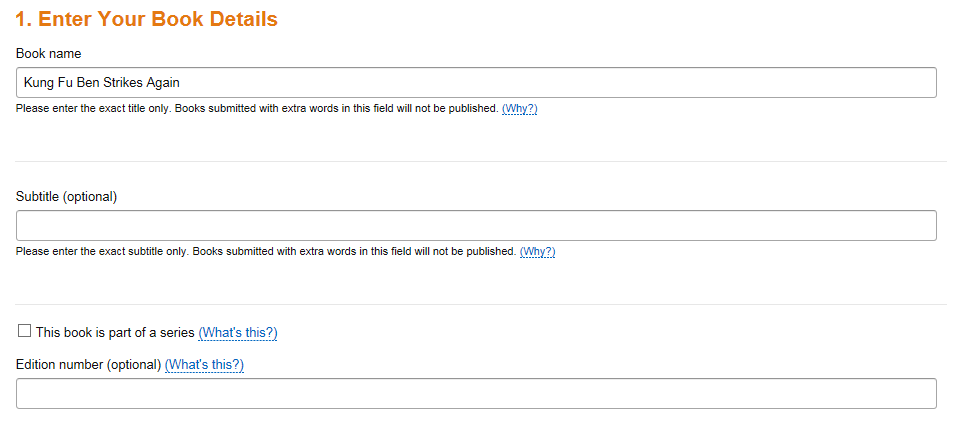 1. Enter Your Book Details
Book name
Kung Fu Ben Strikes Again
Please enter the exact title only. Books submitted with extra words in this field will not be published. (Why?)
Subtitle (optional)
Please enter the exact subtitle only. Books submitted with extra words in this field will not be published. (Why?)
This book is part of a series (What's this?)
Edition number (optional) (What's this?)